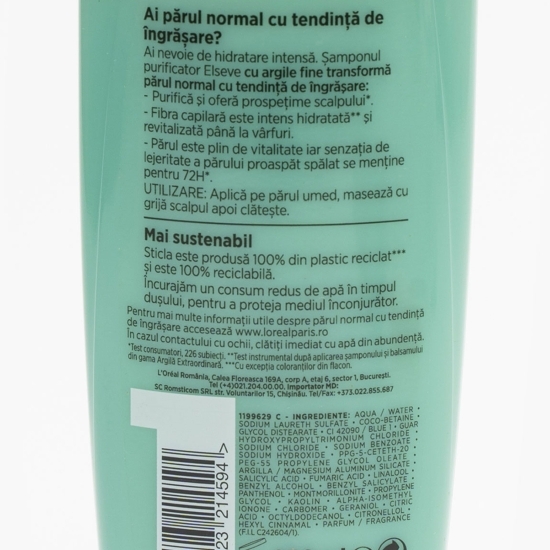 Ai părul normal cu tendință de
îngrășare?
Ai nevoie de hidratare intensă. Șamponul
purificator Elseve cu argile fine transformă
părul normal cu tendință de îngrășare:
- Purifică și oferă prospețime scalpului*.
- Fibra capilară este intens hidratată** și
revitalizată până la vârfuri.
- Părul este plin de vitalitate iar senzația de
lejeritate a părului proaspăt spălat se menține
pentru 72H*.
UTILIZARE: Aplică pe părul umed, masează cu
grijă scalpul apoi clătește.
Mai sustenabil
Sticla este produsă 100% din plastic reciclat***
și este 100% reciclabilă.
Încurajăm un consum redus de apă în timpul
dușului, pentru a proteja mediul înconjurător.
Pentru mai multe informații utile despre părul normal cu tendință
de îngrășare accesează www.lorealparis.ro
În cazul contactului cu ochii, clătiți imediat cu apă din abundență.
*Test consumatori, 226 subiecți. **Test instrumental după aplicarea șamponului și balsamului
din gama Argilă Extraordinară. ***Cu excepția coloranților din flacon.
L'Oréal România, Calea Floreasca 169A, corp A, etaj 6, sector 1, București.
Tel (+4)021.204.00.00. Importator MD:
SC Romsticom SRL str. Voluntarilor 15, Chișinău. Tel/Fax: +373.022.855.687
1199629 C - INGREDIENTE: AQUA / WATER •
SODIUM LAURETH SULFATE • COCO-BETAINE •
GLYCOL DISTEARATE • CI 42090 / BLUE 1 • GUAR
HYDROXYPROPYLTRIMONIUM CHLORIDE •
SODIUM CHLORIDE • SODIUM BENZOATE •
SODIUM HYDROXIDE • PPG-5-CETETH-20 •
PEG-55 PROPYLENE GLYCOL OLEATE •
ARGILLA / MAGNESIUM ALUMINUM SILICATE •
SALICYLIC ACID • FUMARIC ACID • LINALOOL •
BENZYL ALCOHOL • BENZYL SALICYLATE •
PANTHENOL • MONTMORILLONITE • PROPYLENE
GLYCOL • KAOLIN • ALPHA-ISOMETHYL
IONONE • CARBOMER • GERANIOL • CITRIC
ACID • OCTYLDODECANOL • CITRONELLOL •
HEXYL CINNAMAL • PARFUM / FRAGRANCE
(F.I.L C242604/1).
1
23 214594 >